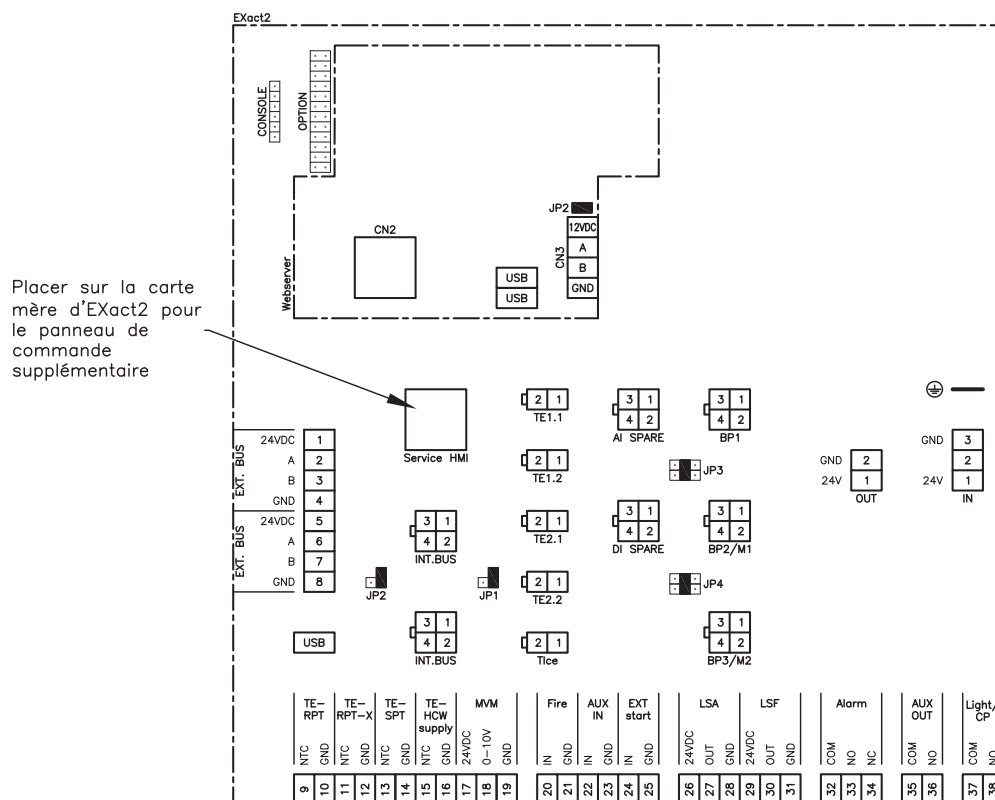 EXact2
CONSOLE
OPTION
JP2
12VDC
A
B
GND
CN3
CN2
USB
USB
Webserver
Placer sur la carte
mère d'EXact2 pour
le panneau de
commande
supplémentaire
Service HMI
2 1
TE1.1
3 1
4 2
AI SPARE
3 1
4 2
BP1
GND 3
2
24V 1
IN
GND 2
24V 1
OUT
EXT. BUS
24VDC 1
A 2
B 3
GND 4
EXT. BUS
24VDC 5
A 6
B 7
GND 8
2 1
TE1.2
JP3
3 1
4 2
INT.BUS
2 1
TE2.1
3 1
4 2
DI SPARE
3 1
4 2
BP2/M1
JP2
JP1
2 1
TE2.2
JP4
USB
3 1
4 2
INT.BUS
2 1
TIce
3 1
4 2
BP3/M2
TE-
RPT
TE-
RPT-X
TE-
SPT
TE-
HCW
supply
MVM
Fire
AUX
IN
EXT
start
LSA
LSF
Alarm
AUX
OUT
Light/
CP
NTC GND NTC GND NTC GND NTC GND 24VDC 0-10V GND IN GND IN GND IN GND 24VDC OUT GND 24VDC OUT GND COM NO NC COM NO COM NO
9 10 11 12 13 14 15 16 17 18 19 20 21 22 23 24 25 26 27 28 29 30 31 32 33 34 35 36 37 38